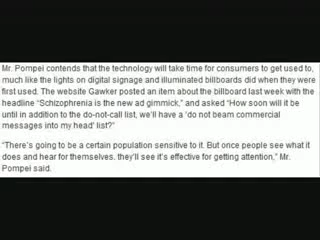 Mr. Pompei contends that the technology will take time for consumers to get used to,
much like the lights on digital signage and illuminated billboards did when they were
first used. The website Gawker posted an item about the billboard last week with the
headline “Schizophrenia is the new ad gimmick,” and asked “How soon will it be
until in addition to the do-not-call list, we’ll have a ‘do not beam commercial
messages into my head’ list?”
“There’s going to be a certain population sensitive to it. But once people see what it
does and hear for themselves, they’ll see it’s effective for getting attention,” Mr.
Pompei said.